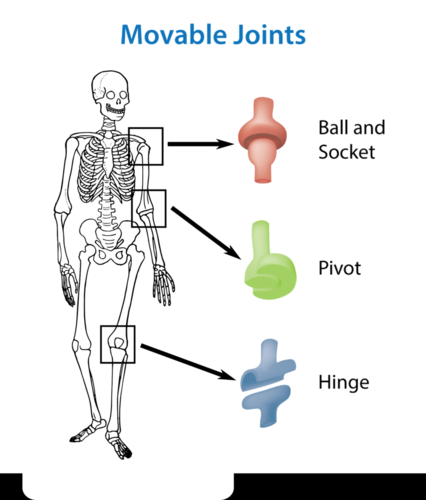 Movable Joints
Ball and
Socket
Pivot
Hinge